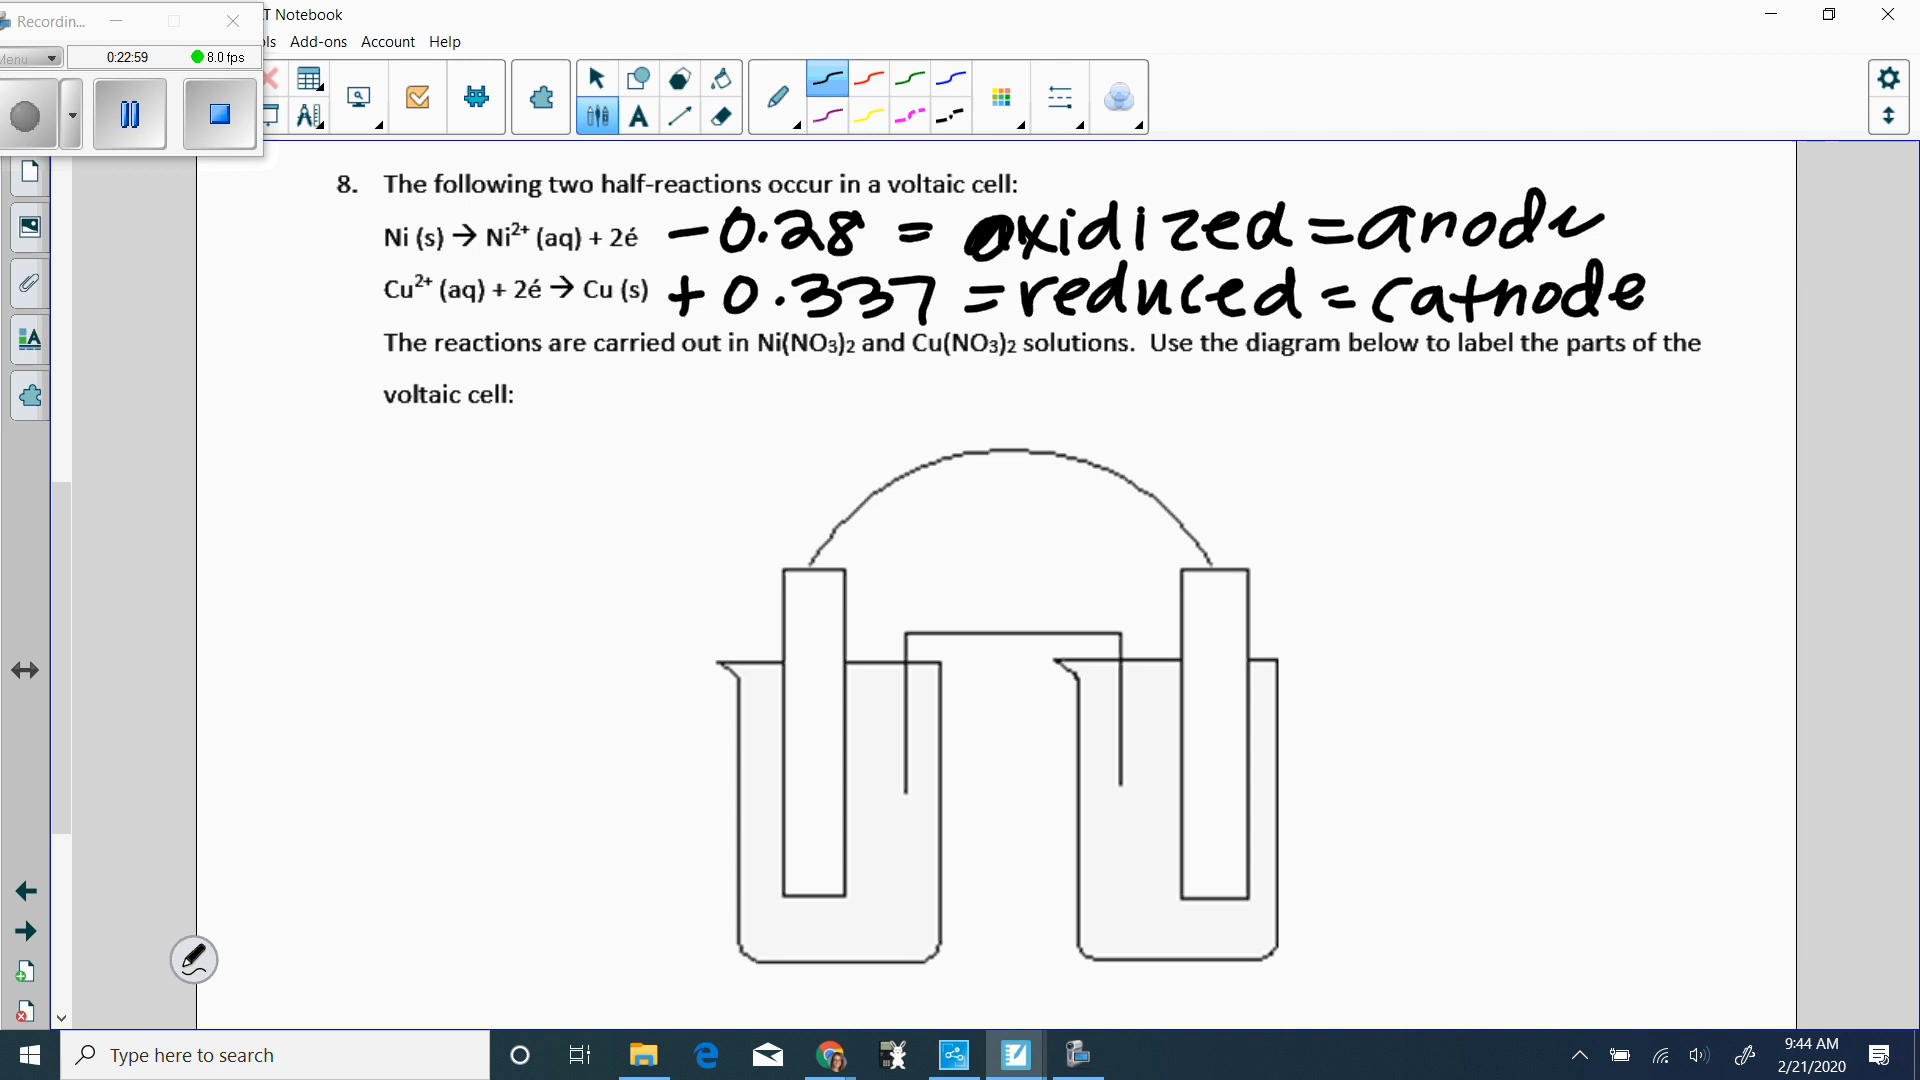 Recordin...
T Notebook
Menu
0:22:59
8.0 fps
ls Add-ons Account Help
8. The following two half-reactions occur in a voltaic cell:
Ni (s) → Ni²⁺ (aq) + 2é -0.28 = oxidized = anode
Cu²⁺ (aq) + 2é → Cu (s) +0.337 = reduced = cathode
The reactions are carried out in Ni(NO₃)₂ and Cu(NO₃)₂ solutions. Use the diagram below to label the parts of the
voltaic cell:
Type here to search
9:44 AM
2/21/2020